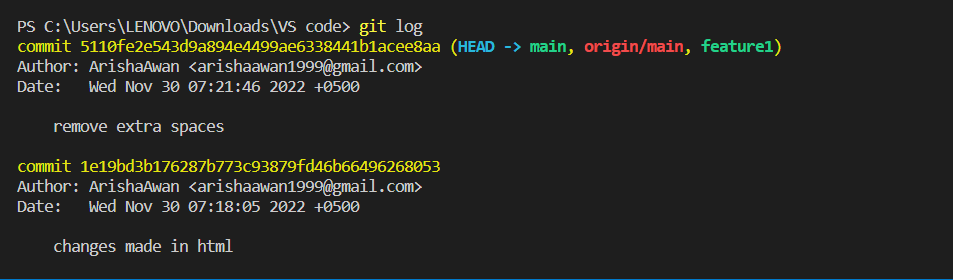 PS C:\Users\LENOVO\Downloads\VS code> git log
commit 5110fe2e543d9a894e4499ae6338441b1acee8aa (HEAD -> main, origin/main, feature1)
Author: ArishaAwan <arishaawan1999@gmail.com>
Date:   Wed Nov 30 07:21:46 2022 +0500
    remove extra spaces
commit 1e19bd3b176287b773c93879fd46b66496268053
Author: ArishaAwan <arishaawan1999@gmail.com>
Date:   Wed Nov 30 07:18:05 2022 +0500
    changes made in html